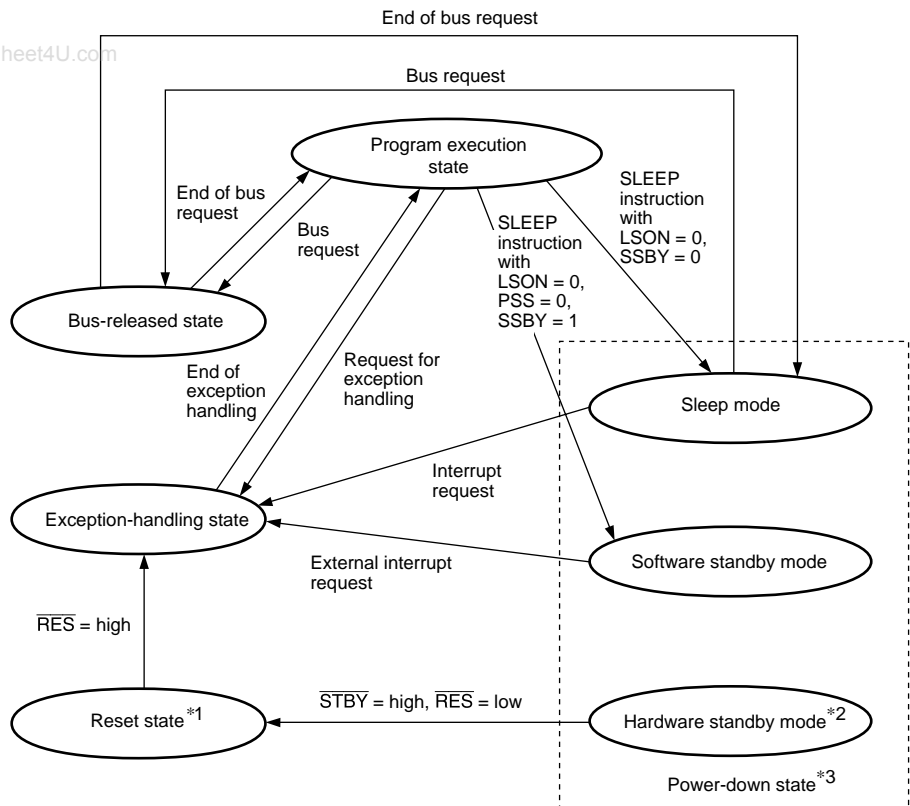 End of bus request
heet4U.com
Bus request
Program execution
state
End of bus
request
Bus
request
SLEEP
instruction
with
LSON = 0,
PSS = 0,
SSBY = 1
SLEEP
instruction
with
LSON = 0,
SSBY = 0
Bus-released state
End of
exception
handling
Request for
exception
handling
Sleep mode
Interrupt
request
Exception-handling state
External interrupt
request
Software standby mode
R̅E̅S̅ = high
Reset state*1
S̅T̅B̅Y̅ = high, R̅E̅S̅ = low
Hardware standby mode*2
Power-down state*3